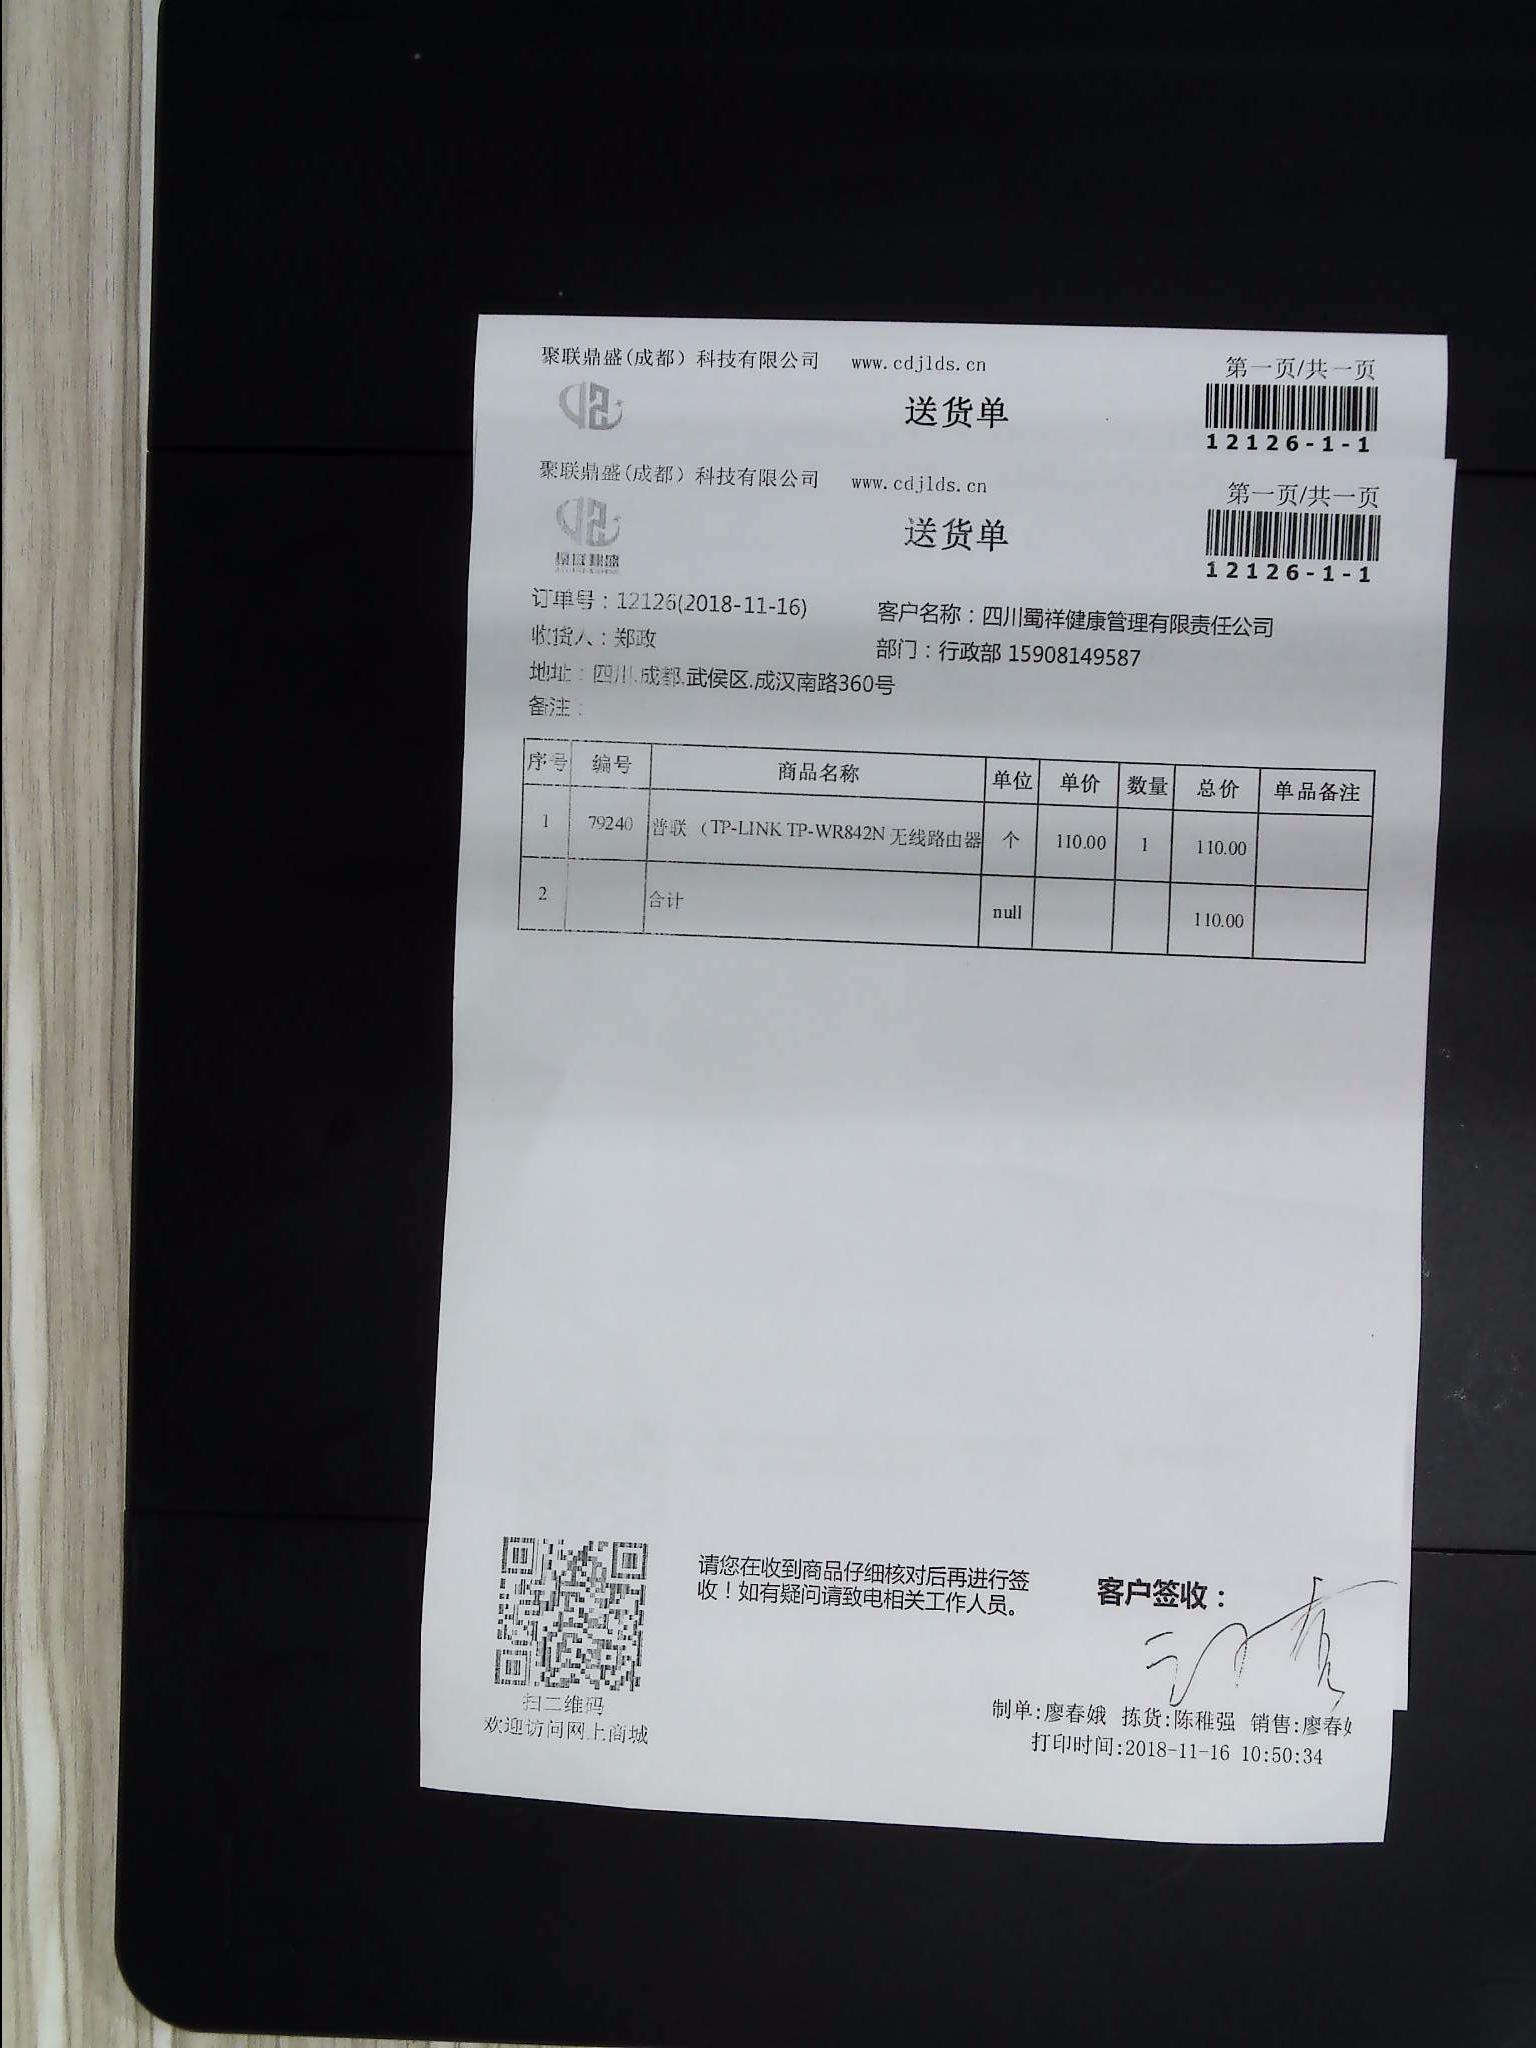 聚联鼎盛(成都）科技有限公司 www.cdjlds.cn 第一页/共一页
送货单
12126-1-1
聚联鼎盛(成都）科技有限公司 www.cdjlds.cn 第一页/共一页
送货单
聚联鼎盛
12126-1-1
订单号：12126(2018-11-16) 客户名称：四川蜀祥健康管理有限责任公司
收货人：郑政 部门：行政部 15908149587
地址：四川.成都.武侯区.成汉南路360号
备注：
序号 编号 商品名称 单位 单价 数量 总价 单品备注
1 79240 普联（TP-LINK TP-WR842N 无线路由器 个 110.00 1 110.00
2 合计 null 110.00
请您在收到商品仔细核对后再进行签
收！如有疑问请致电相关工作人员。
客户签收：
扫二维码
欢迎访问网上商城
制单:廖春娥 拣货:陈稚强 销售:廖春
打印时间:2018-11-16 10:50:34